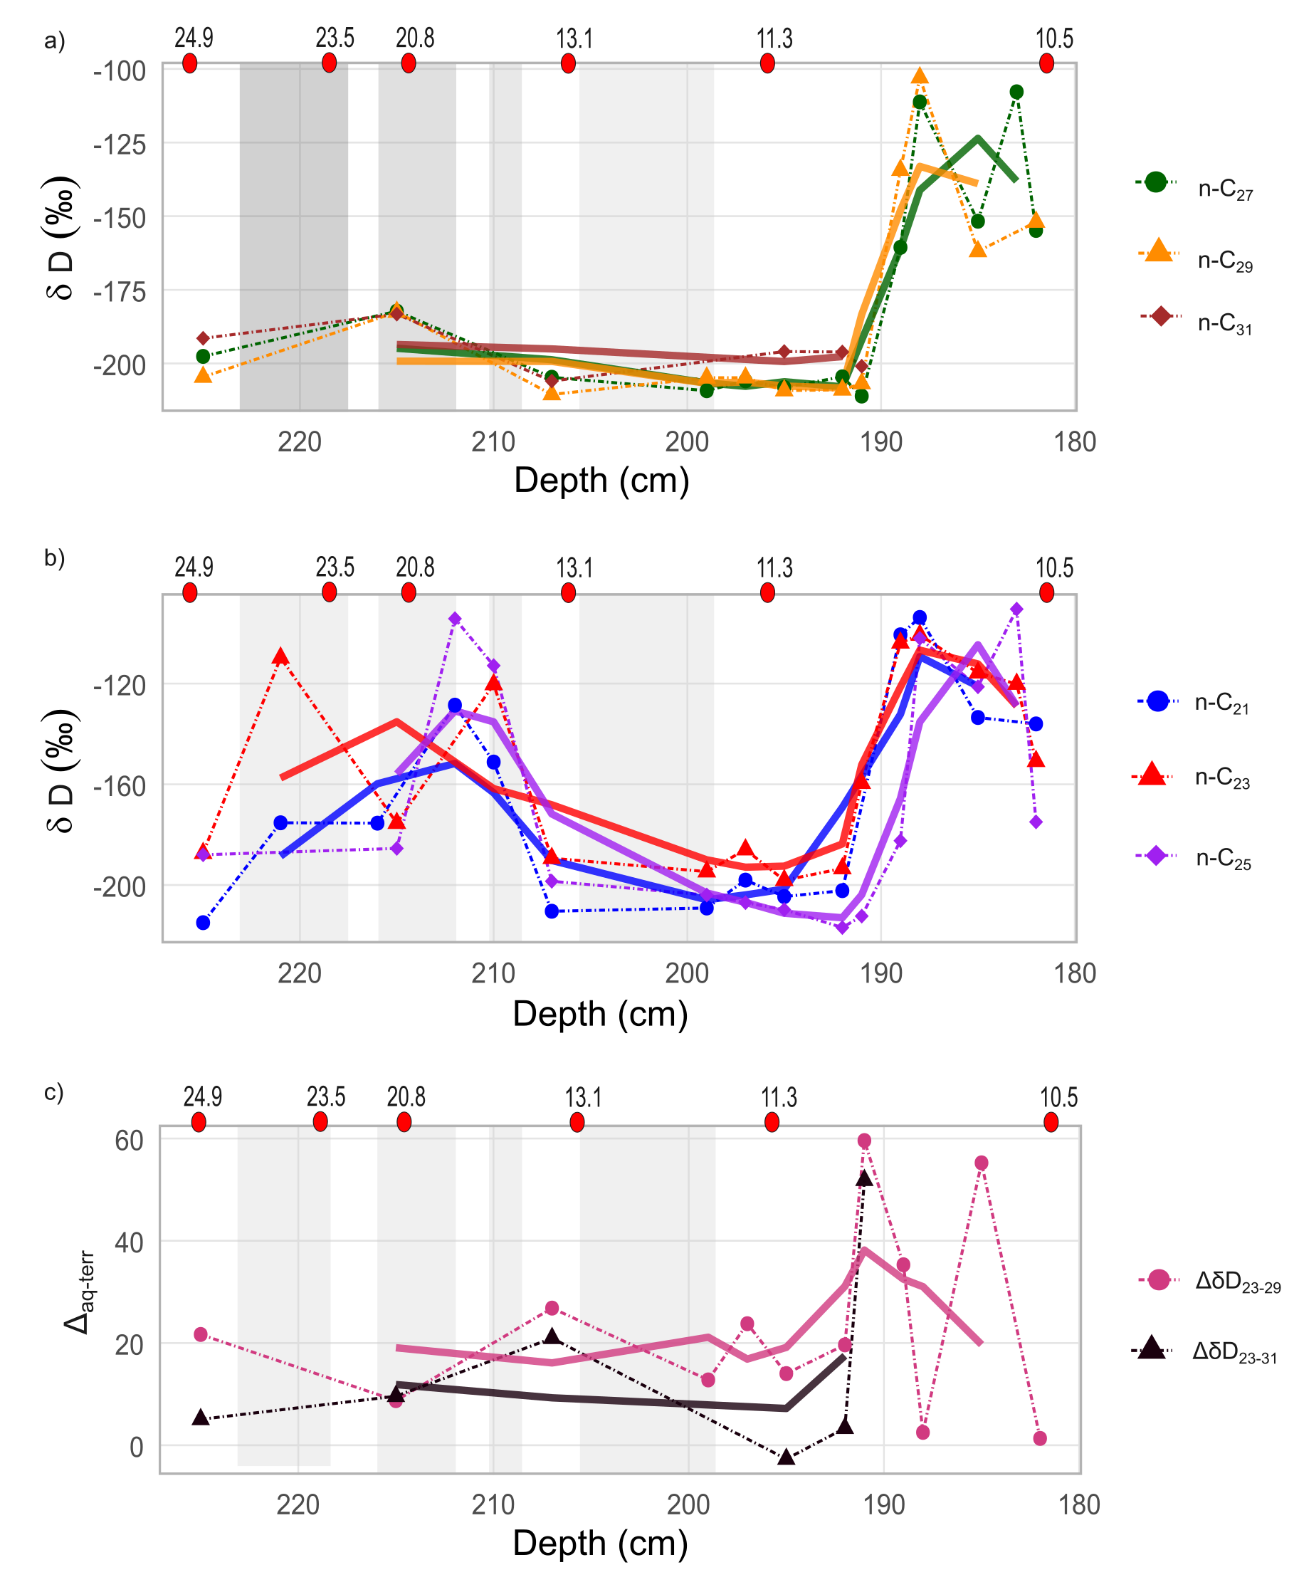 a)
24.9 23.5 20.8 13.1 11.3 10.5
-100
-125
-150
-175
-200
δ D (‰)
220 210 200 190 180
Depth (cm)
n-C27
n-C29
n-C31
b)
24.9 23.5 20.8 13.1 11.3 10.5
-120
-160
-200
δ D (‰)
220 210 200 190 180
Depth (cm)
n-C21
n-C23
n-C25
c)
24.9 23.5 20.8 13.1 11.3 10.5
60
40
20
0
Δaq-terr
220 210 200 190 180
Depth (cm)
ΔδD23-29
ΔδD23-31